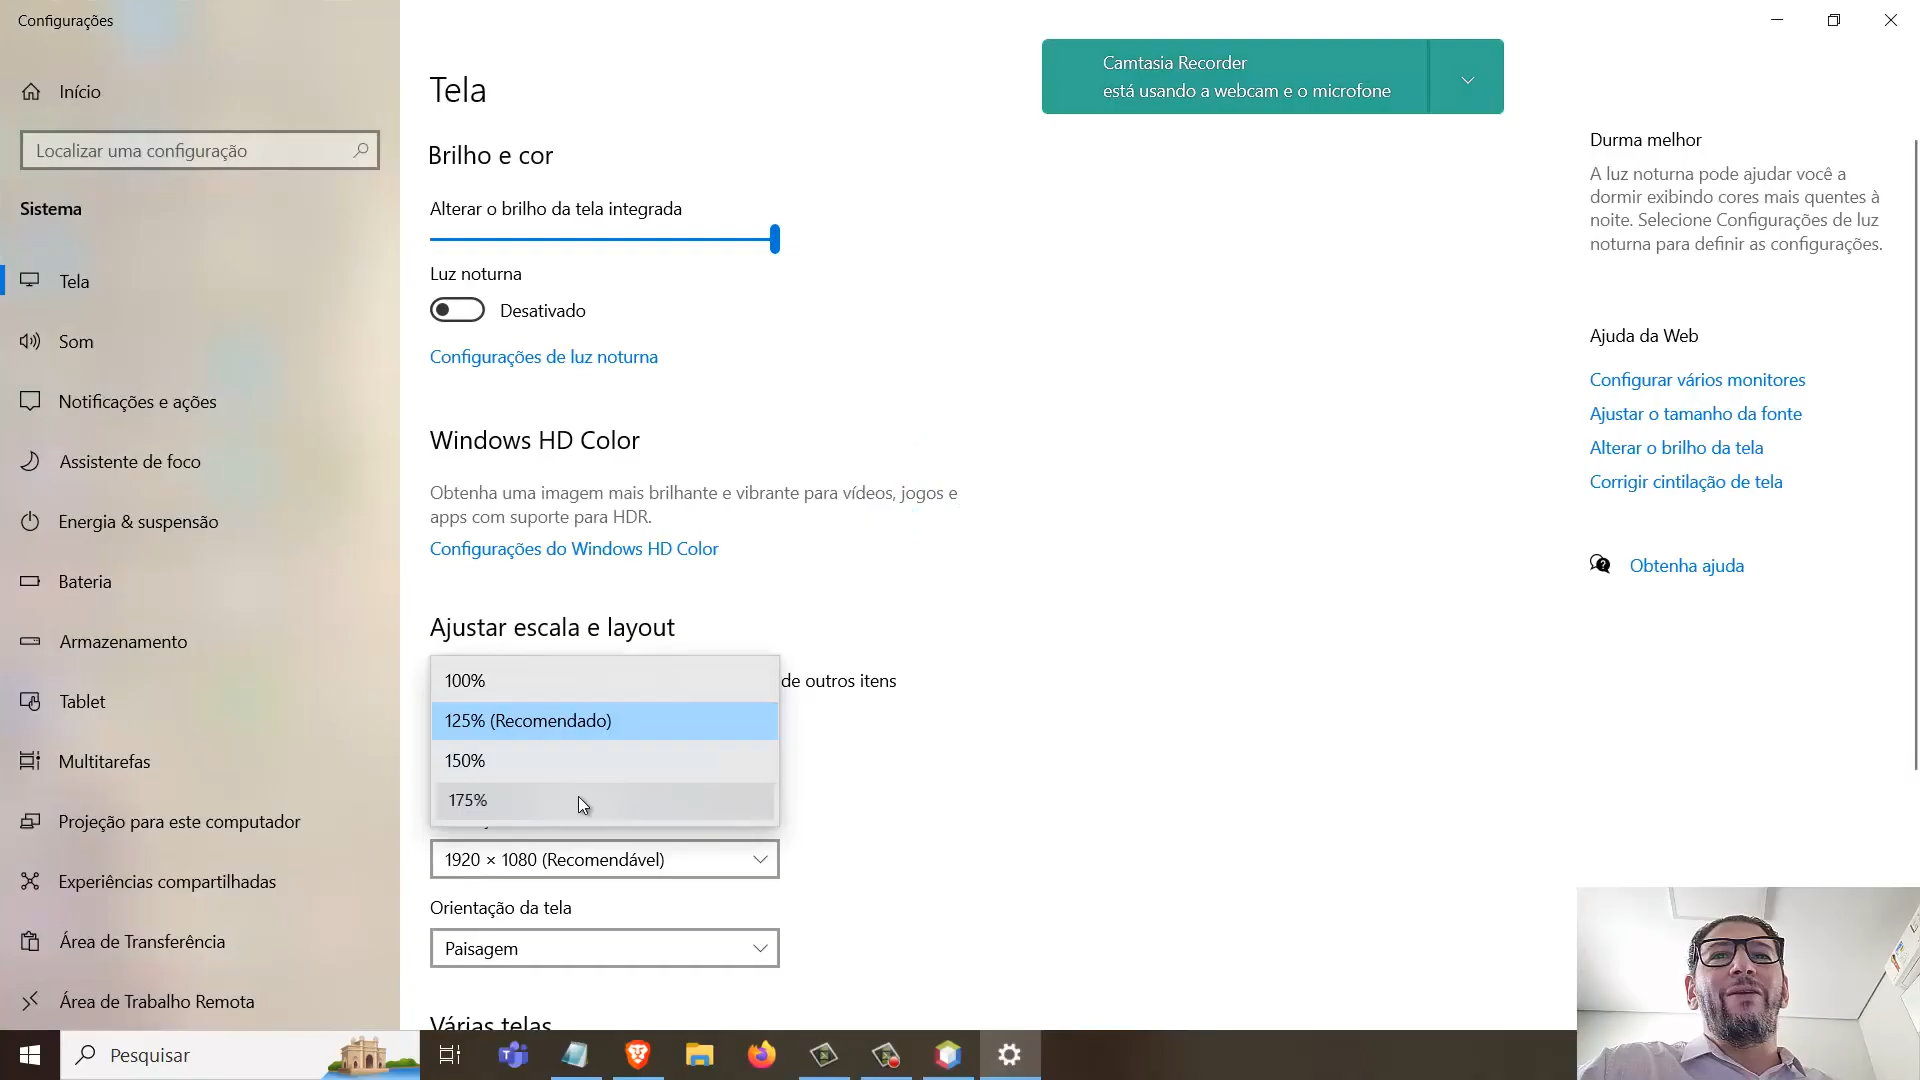 Configurações
Início
Localizar uma configuração
Sistema
Tela
Som
Notificações e ações
Assistente de foco
Energia & suspensão
Bateria
Armazenamento
Tablet
Multitarefas
Projeção para este computador
Experiências compartilhadas
Área de Transferência
Área de Trabalho Remota
Tela
Brilho e cor
Alterar o brilho da tela integrada
Luz noturna
Desativado
Configurações de luz noturna
Windows HD Color
Obtenha uma imagem mais brilhante e vibrante para vídeos, jogos e
apps com suporte para HDR.
Configurações do Windows HD Color
Ajustar escala e layout
100%
de outros itens
125% (Recomendado)
150%
175%
1920 × 1080 (Recomendável)
Orientação da tela
Paisagem
Várias telas
Camtasia Recorder
está usando a webcam e o microfone
Durma melhor
A luz noturna pode ajudar você a
dormir exibindo cores mais quentes à
noite. Selecione Configurações de luz
noturna para definir as configurações.
Ajuda da Web
Configurar vários monitores
Ajustar o tamanho da fonte
Alterar o brilho da tela
Corrigir cintilação de tela
Obtenha ajuda
Pesquisar